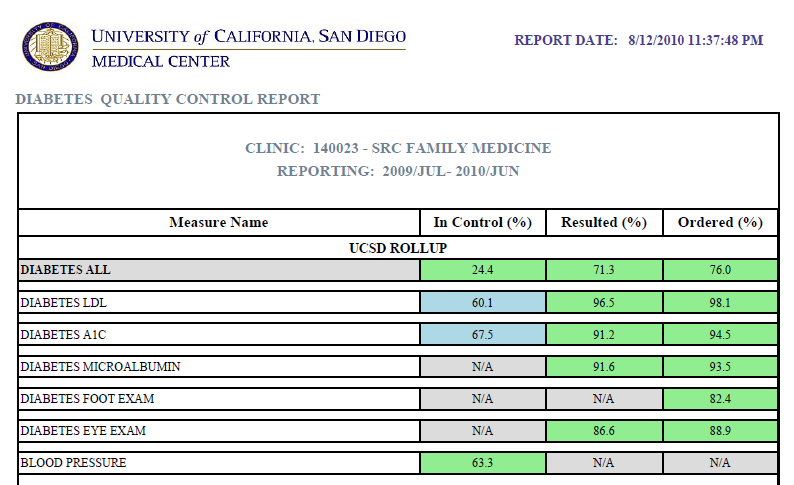 UNIVERSITY of CALIFORNIA, SAN DIEGO
MEDICAL CENTER
REPORT DATE: 8/12/2010 11:37:48 PM
DIABETES QUALITY CONTROL REPORT
CLINIC: 140023 - SRC FAMILY MEDICINE
REPORTING: 2009/JUL- 2010/JUN
Measure Name In Control (%) Resulted (%) Ordered (%)
UCSD ROLLUP
DIABETES ALL 24.4 71.3 76.0
DIABETES LDL 60.1 96.5 98.1
DIABETES A1C 67.5 91.2 94.5
DIABETES MICROALBUMIN N/A 91.6 93.5
DIABETES FOOT EXAM N/A N/A 82.4
DIABETES EYE EXAM N/A 86.6 88.9
BLOOD PRESSURE 63.3 N/A N/A